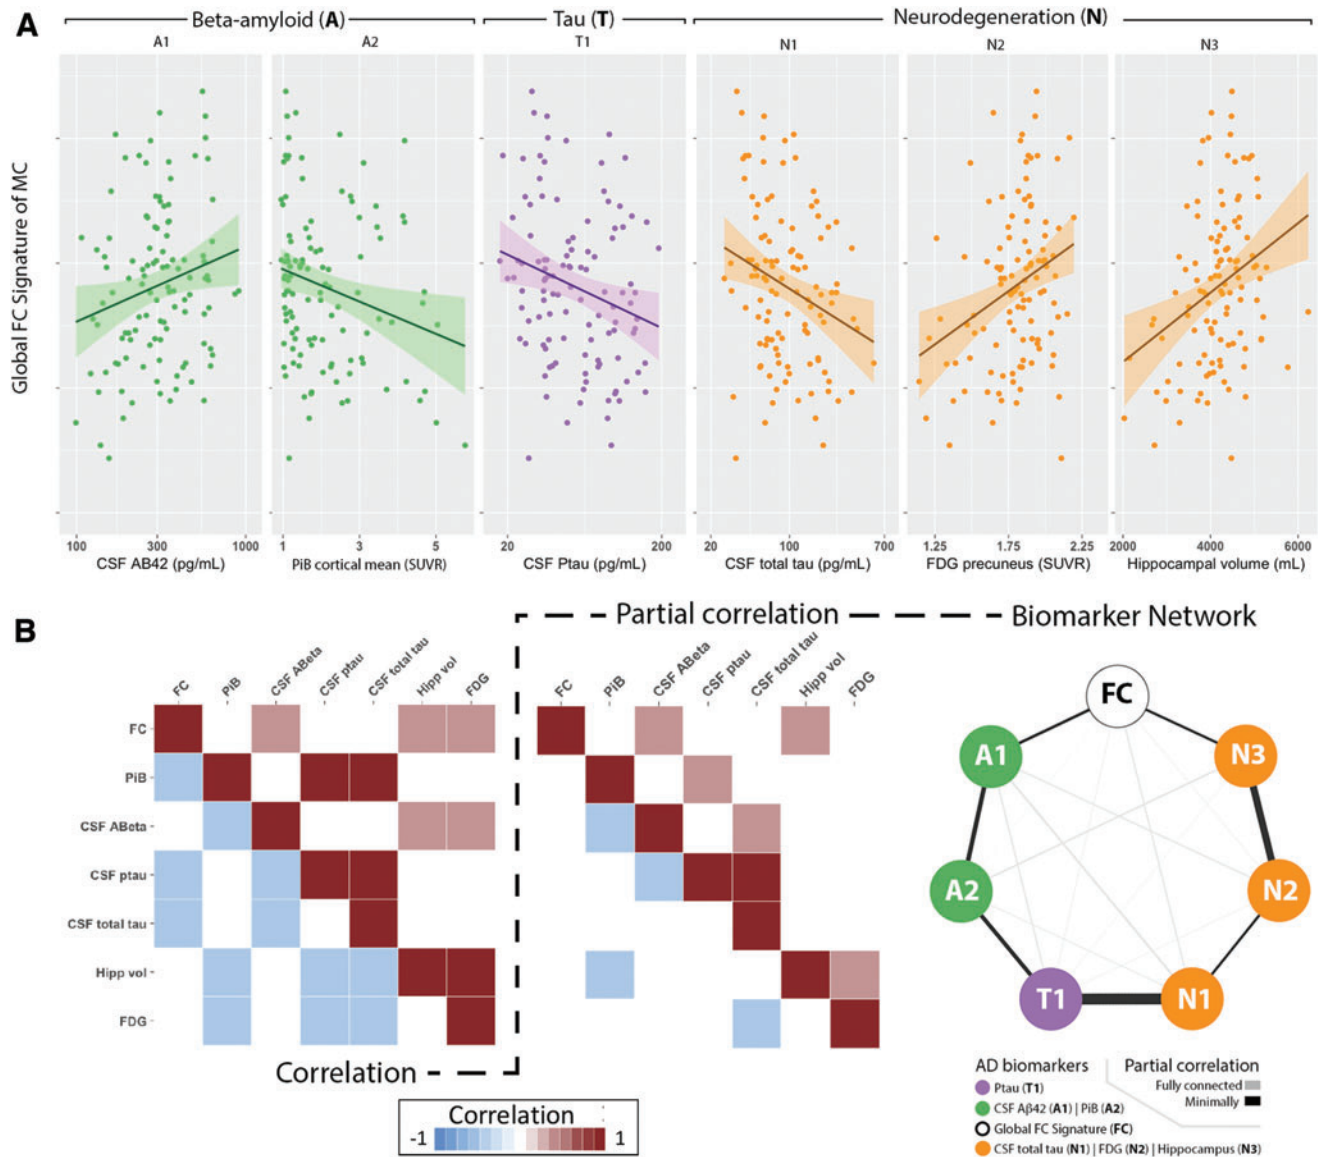 A
Beta-amyloid (A)
Tau (T)
Neurodegeneration (N)
A1
A2
T1
N1
N2
N3
Global FC Signature of MC
100 300 1000
1 3 5
20 200
20 100 700
1.25 1.75 2.25
2000 4000 6000
CSF AB42 (pg/mL)
PiB cortical mean (SUVR)
CSF Ptau (pg/mL)
CSF total tau (pg/mL)
FDG precuneus (SUVR)
Hippocampal volume (mL)
B
Partial correlation
Biomarker Network
FC
PiB
CSF ABeta
CSF ptau
CSF total tau
Hipp vol
FDG
FC
PiB
CSF ABeta
CSF ptau
CSF total tau
Hipp vol
FDG
FC
PiB
CSF ABeta
CSF ptau
CSF total tau
Hipp vol
FDG
Correlation
Correlation
-1 1
FC
A1
N3
A2
N2
T1
N1
AD biomarkers
Ptau (T1)
CSF Aβ42 (A1) | PiB (A2)
Global FC Signature (FC)
CSF total tau (N1) | FDG (N2) | Hippocampus (N3)
Partial correlation
Fully connected
Minimally